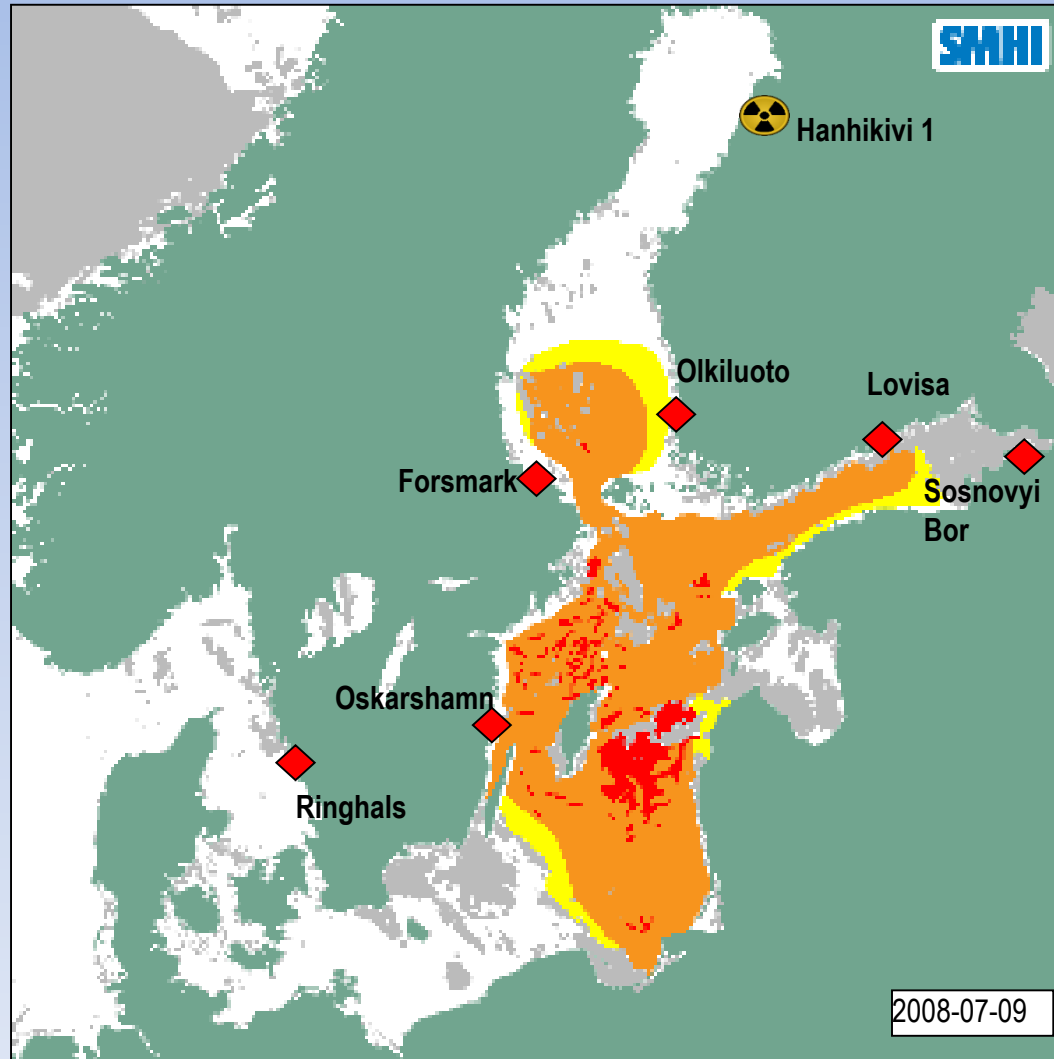 SMHI
Hanhikivi 1
Olkiluoto
Lovisa
Forsmark
Sosnovyi
Bor
Oskarshamn
Ringhals
2008-07-09